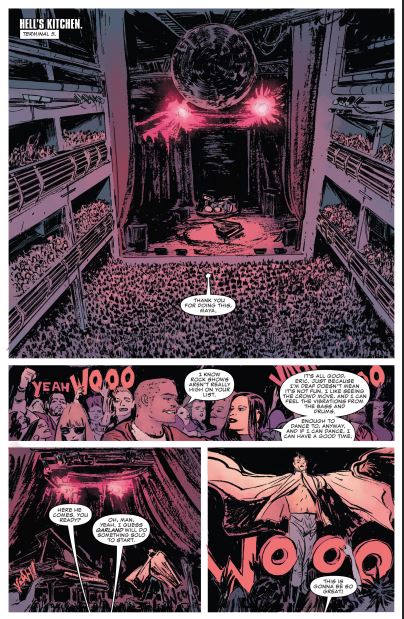 HELL'S KITCHEN.
TERMINAL 5.
THANK YOU
FOR DOING THIS,
MAYA.
YEAH
WOOO
I KNOW
ROCK SHOWS
AREN'T REALLY
HIGH ON YOUR
LIST.
IT'S ALL GOOD,
ERIC. JUST BECAUSE
I'M DEAF DOESN'T MEAN
IT'S NOT FUN. I LIKE SEEING
THE CROWD MOVE. AND I CAN
FEEL THE VIBRATIONS FROM
THE BASS AND
DRUMS.
ENOUGH TO
DANCE TO, ANYWAY.
AND IF I CAN DANCE, I
CAN HAVE A GOOD TIME.
HERE HE
COMES. YOU
READY?
OH, MAN.
YEAH. I GUESS
GARLAND WILL DO
SOMETHING SOLO
TO START.
WOOO
THIS IS
GONNA BE SO
GREAT!